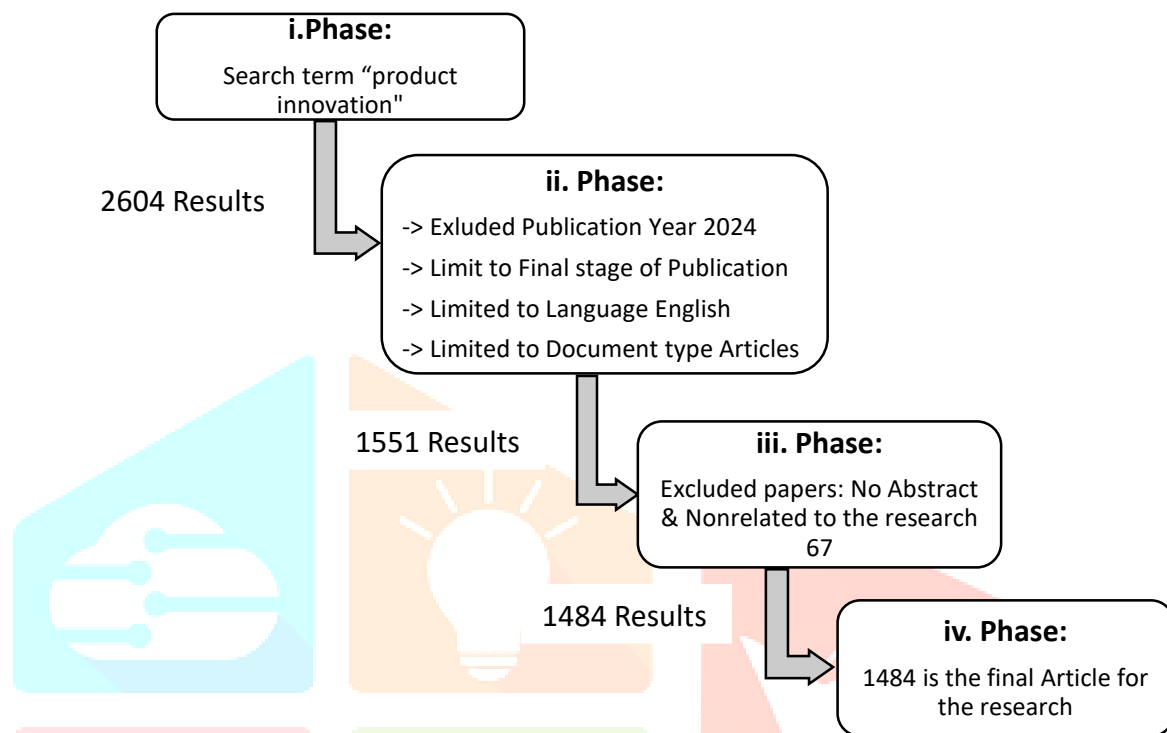 i.Phase:
Search term “product
innovation"
2604 Results
ii. Phase:
-> Exluded Publication Year 2024
-> Limit to Final stage of Publication
-> Limited to Language English
-> Limited to Document type Articles
1551 Results
iii. Phase:
Excluded papers: No Abstract
& Nonrelated to the research
67
1484 Results
iv. Phase:
1484 is the final Article for
the research